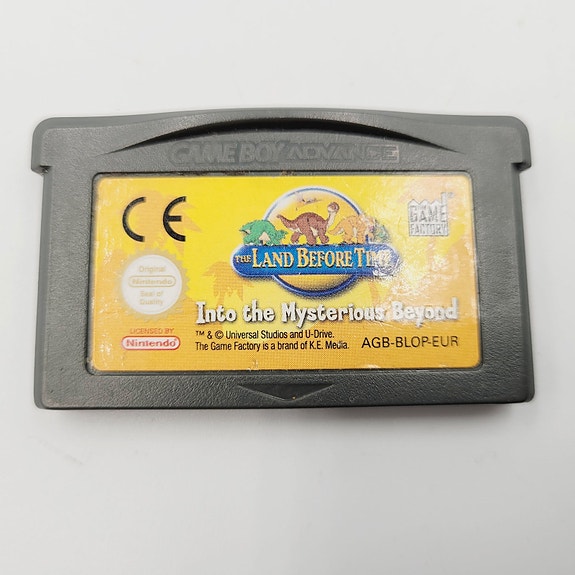 GAME BOY ADVANCE
CE
THE LAND BEFORE TIME
GAME
FACTORY
Original
Nintendo
Seal of
Quality
Into the Mysterious Beyond
LICENSED BY
Nintendo
™ & © Universal Studios and U-Drive.
The Game Factory is a brand of K.E. Media.
AGB-BLOP-EUR